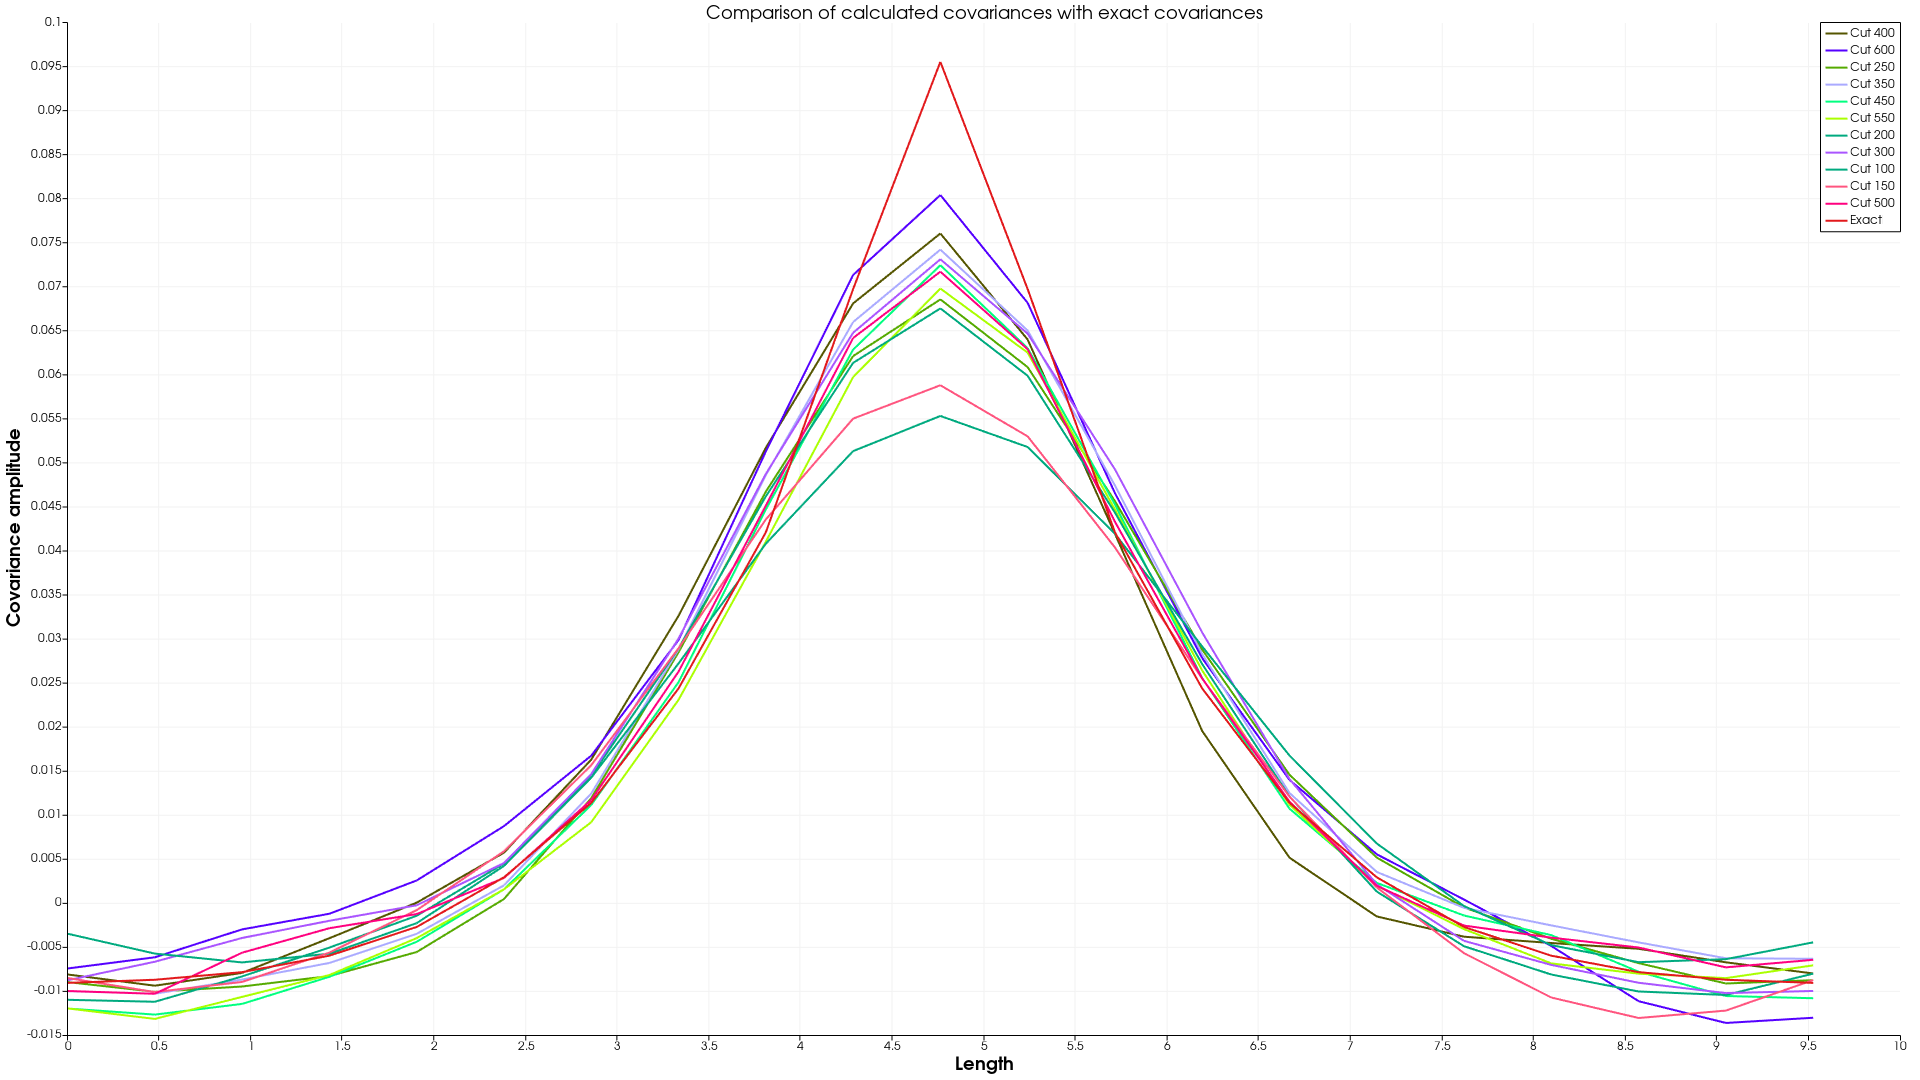 Comparison of calculated covariances with exact covariances
0.1
0.095
0.09
0.085
0.08
0.075
0.07
0.065
0.06
0.055
0.05
0.045
0.04
0.035
0.03
0.025
0.02
0.015
0.01
0.005
0
-0.005
-0.01
-0.015
Covariance amplitude
0 0.5 1 1.5 2 2.5 3 3.5 4 4.5 5 5.5 6 6.5 7 7.5 8 8.5 9 9.5 10
Length
Cut 400
Cut 600
Cut 250
Cut 350
Cut 450
Cut 550
Cut 200
Cut 300
Cut 100
Cut 150
Cut 500
Exact